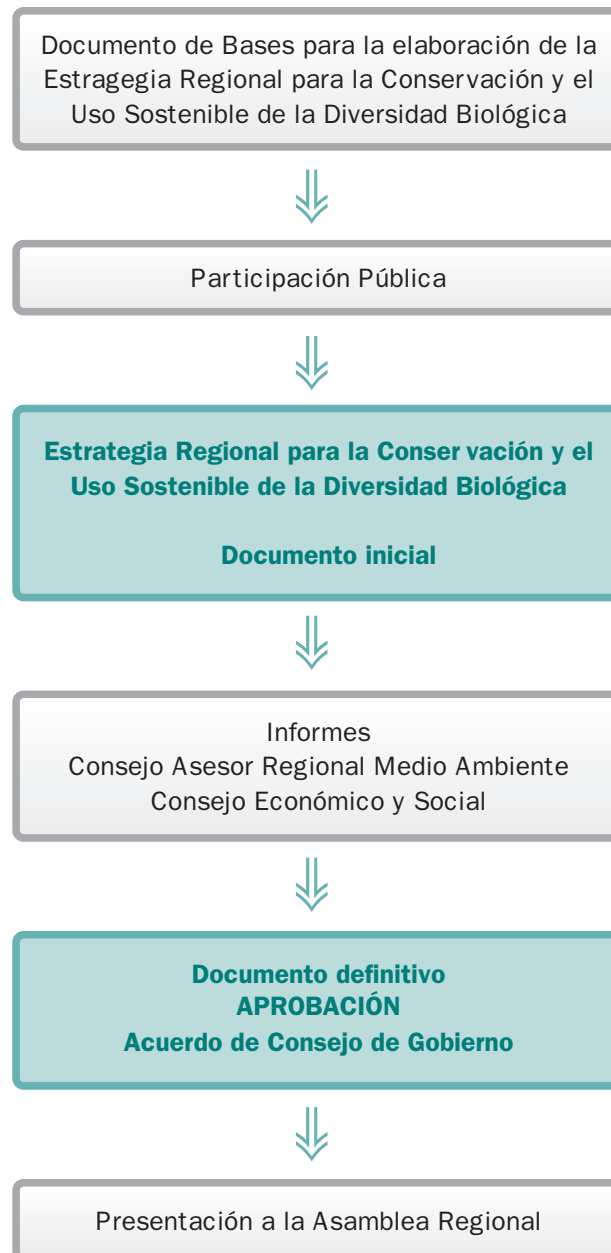 Documento de Bases para la elaboración de la
Estragegia Regional para la Conservación y el
Uso Sostenible de la Diversidad Biológica
Participación Pública
Estrategia Regional para la Conservación y el
Uso Sostenible de la Diversidad Biológica
Documento inicial
Informes
Consejo Asesor Regional Medio Ambiente
Consejo Económico y Social
Documento definitivo
APROBACIÓN
Acuerdo de Consejo de Gobierno
Presentación a la Asamblea Regional